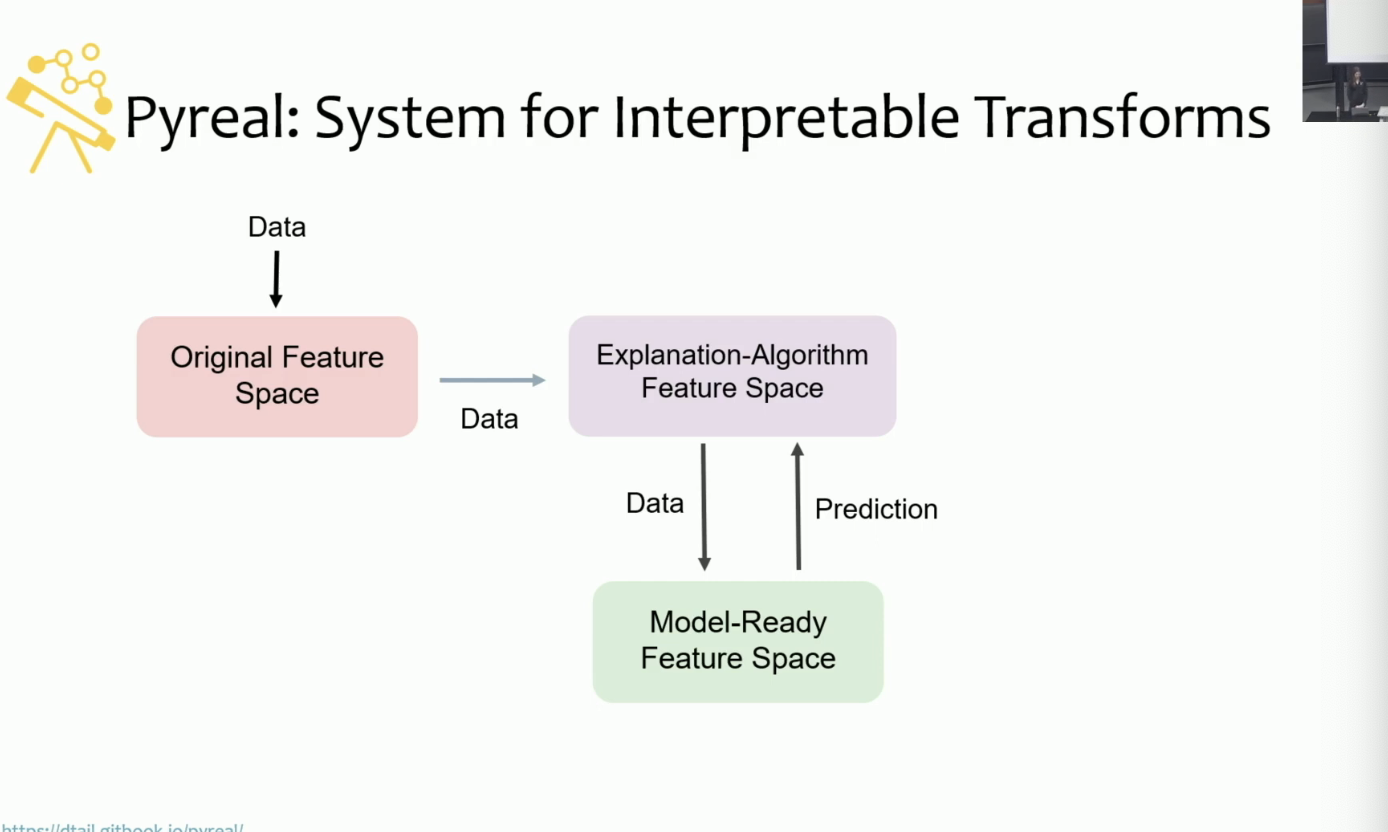 Pyreal: System for Interpretable Transforms
Data
Original Feature
Space
Data
Explanation-Algorithm
Feature Space
Data
Prediction
Model-Ready
Feature Space
https://dtail.gitbook.io/pyreal/